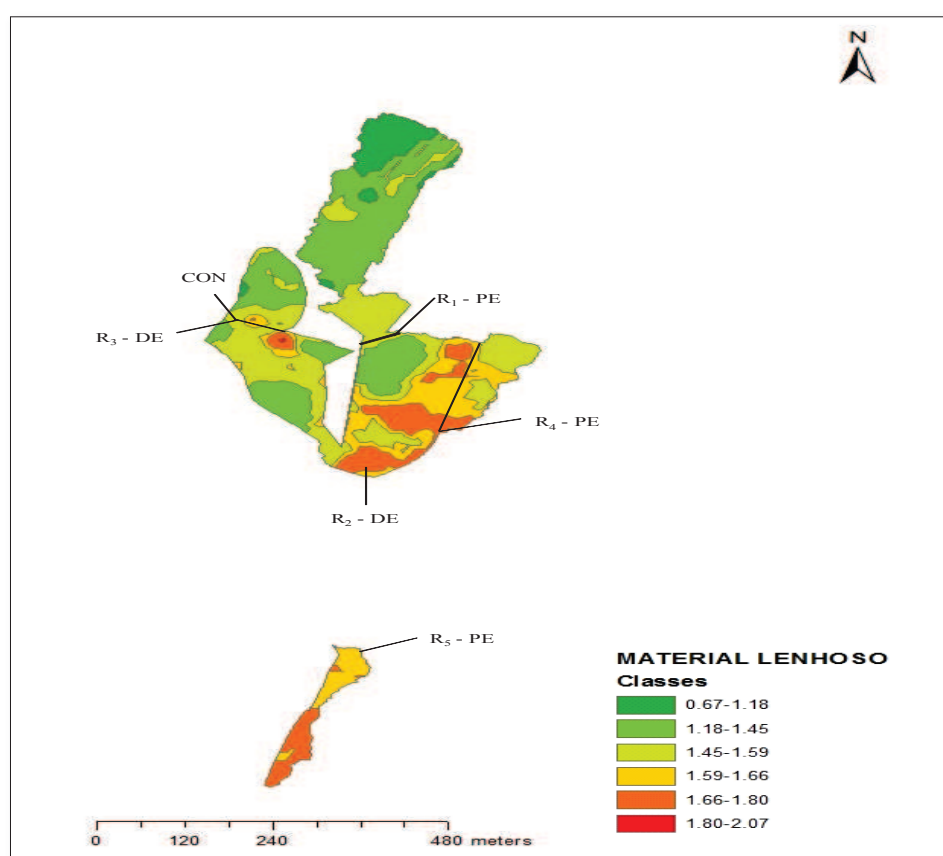 N
CON
R₁ - PE
R₃ - DE
R₄ - PE
R₂ - DE
R₅ - PE
MATERIAL LENHOSO
Classes
0.67-1.18
1.18-1.45
1.45-1.59
1.59-1.66
1.66-1.80
1.80-2.07
0 120 240 480 meters